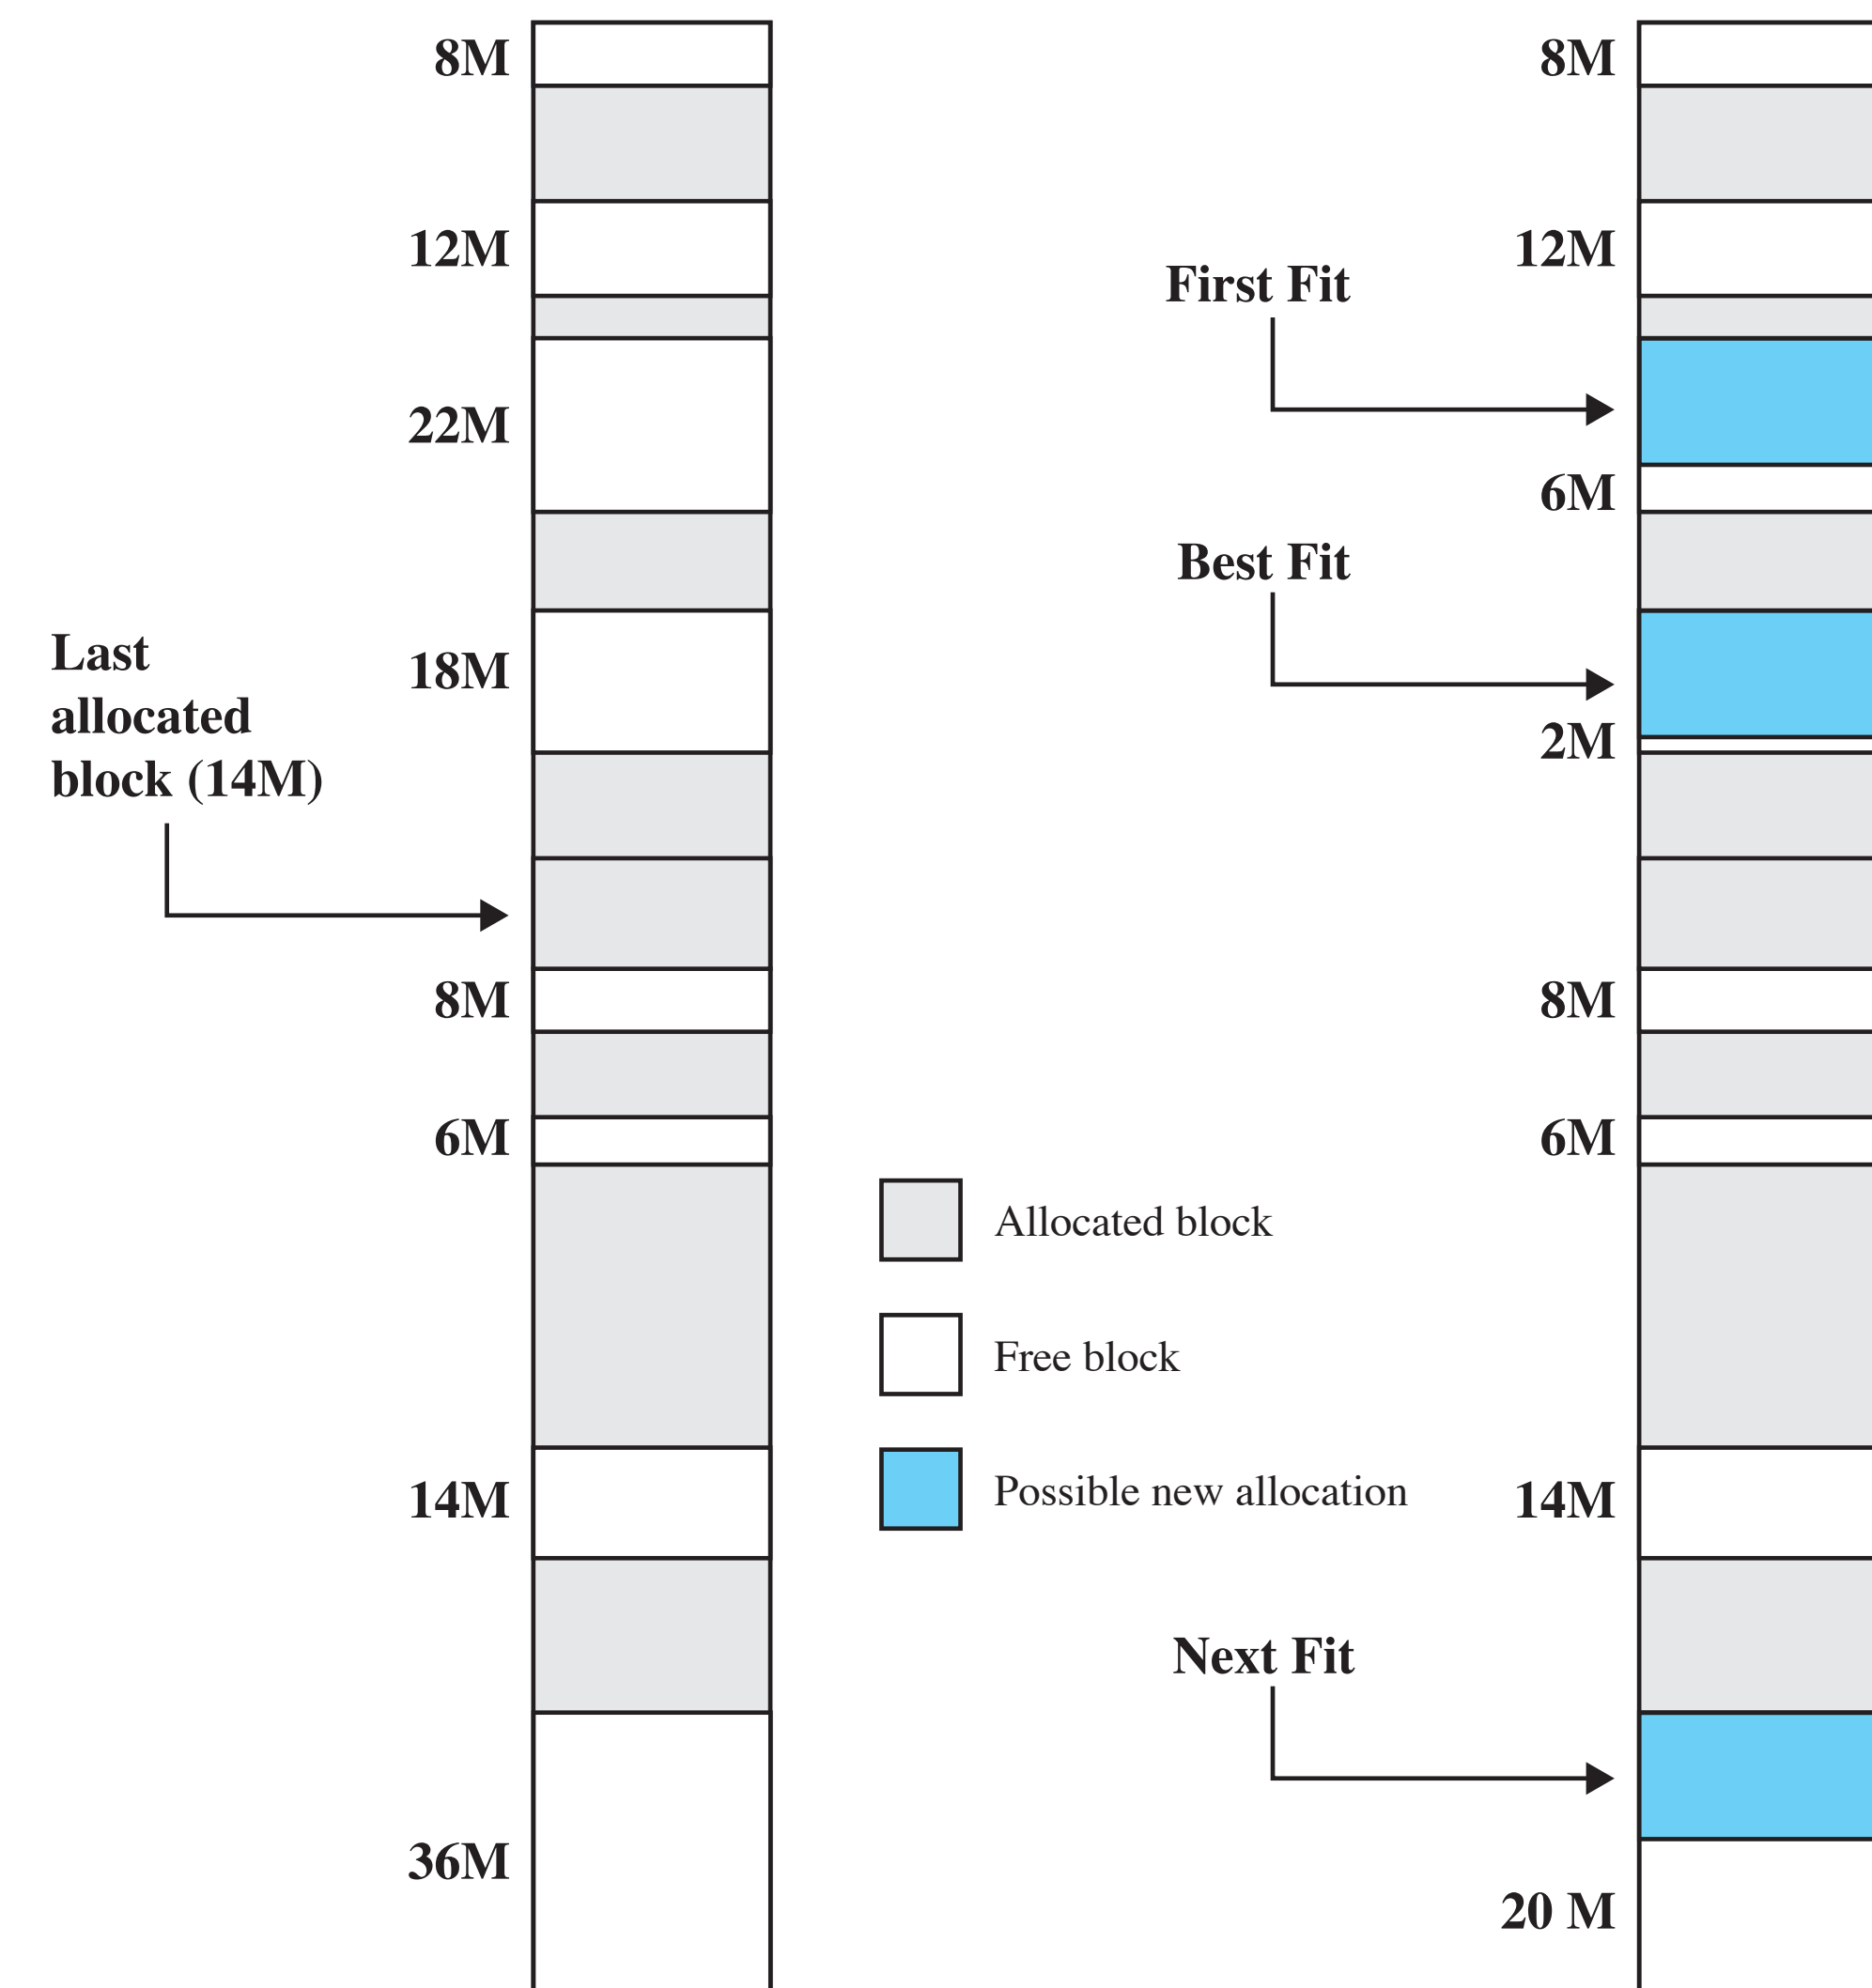 8M
12M
22M
18M
Last
allocated
block (14M)
8M
6M
14M
36M
Allocated block
Free block
Possible new allocation
8M
12M
First Fit
6M
Best Fit
2M
8M
6M
14M
Next Fit
20 M